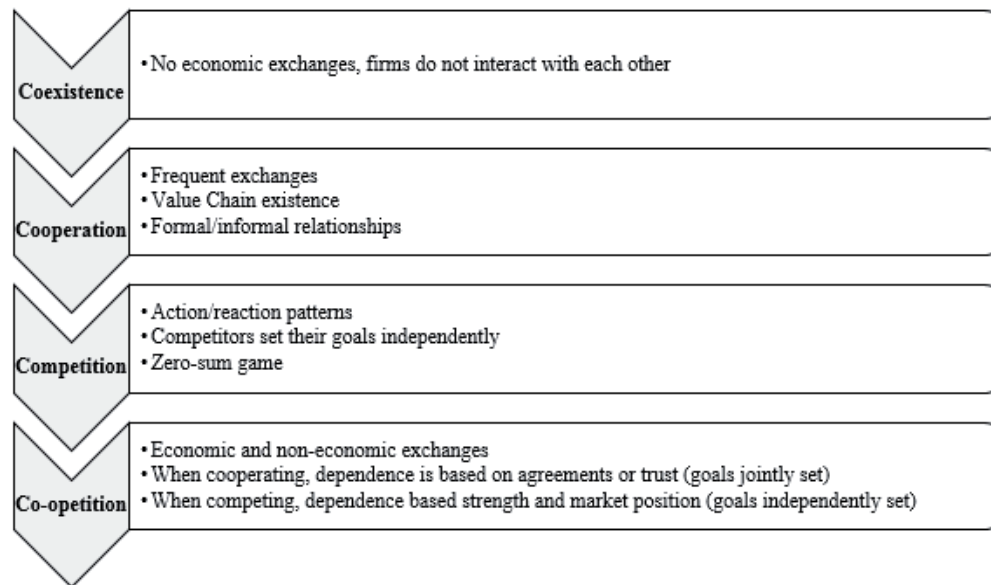 Coexistence
•No economic exchanges, firms do not interact with each other
Cooperation
•Frequent exchanges
•Value Chain existence
•Formal/informal relationships
Competition
•Action/reaction patterns
•Competitors set their goals independently
•Zero-sum game
Co-opetition
•Economic and non-economic exchanges
•When cooperating, dependence is based on agreements or trust (goals jointly set)
•When competing, dependence based strength and market position (goals independently set)